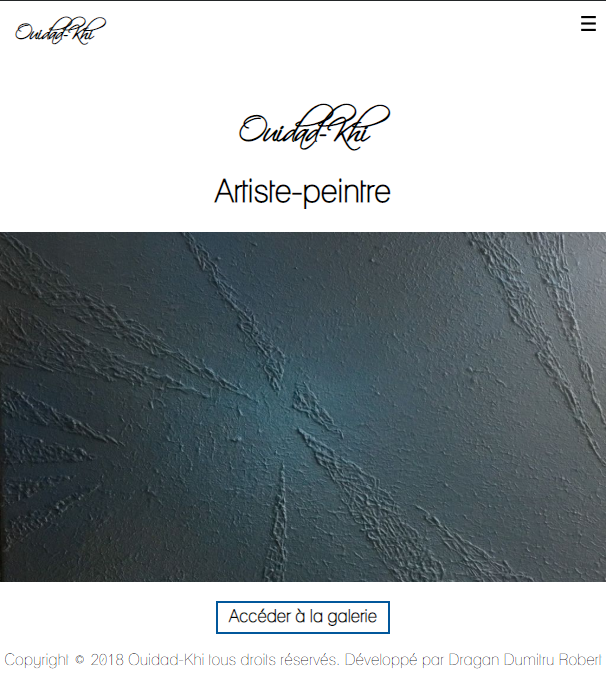 Ouidad-Khi
Ouidad-Khi
Artiste-peintre
Accéder à la galerie
Copyright © 2018 Ouidad-Khi tous droits réservés. Développé par Dragan Dumitru Robert